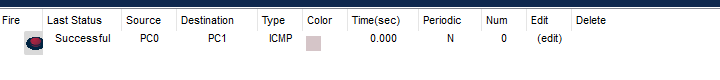 Fire Last Status Source Destination Type Color Time(sec) Periodic Num Edit Delete
Successful PC0 PC1 ICMP 0.000 N 0 (edit)